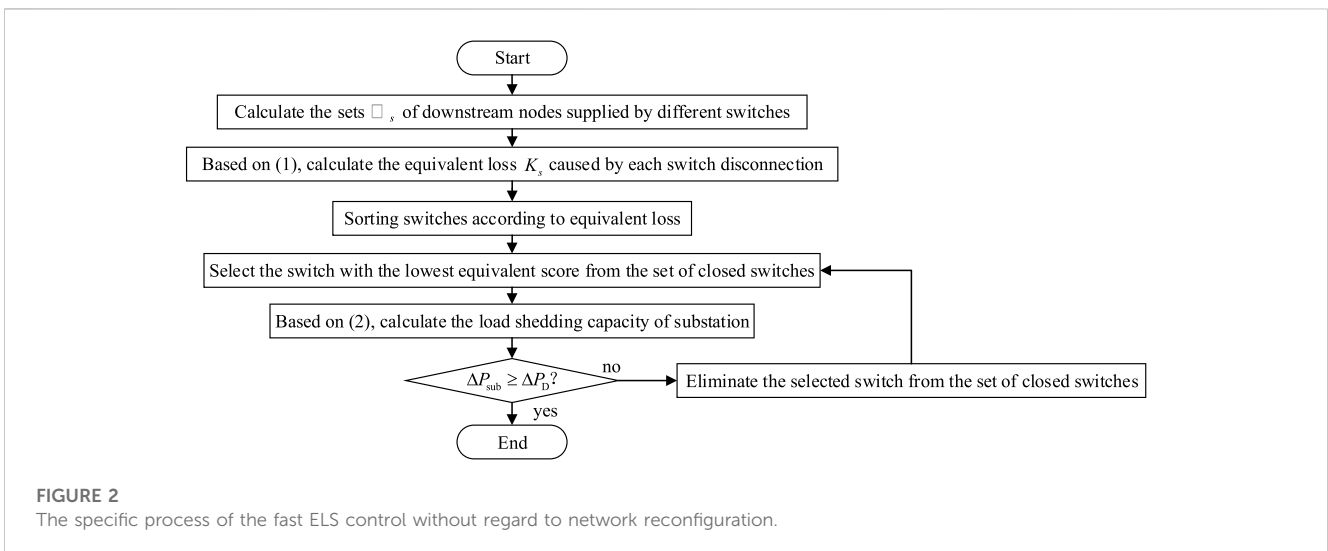 Start
Calculate the sets □ s of downstream nodes supplied by different switches
Based on (1), calculate the equivalent loss Ks caused by each switch disconnection
Sorting switches according to equivalent loss
Select the switch with the lowest equivalent score from the set of closed switches
Based on (2), calculate the load shedding capacity of substation
ΔPsub ≥ ΔPD?
no
Eliminate the selected switch from the set of closed switches
yes
End
FIGURE 2
The specific process of the fast ELS control without regard to network reconfiguration.